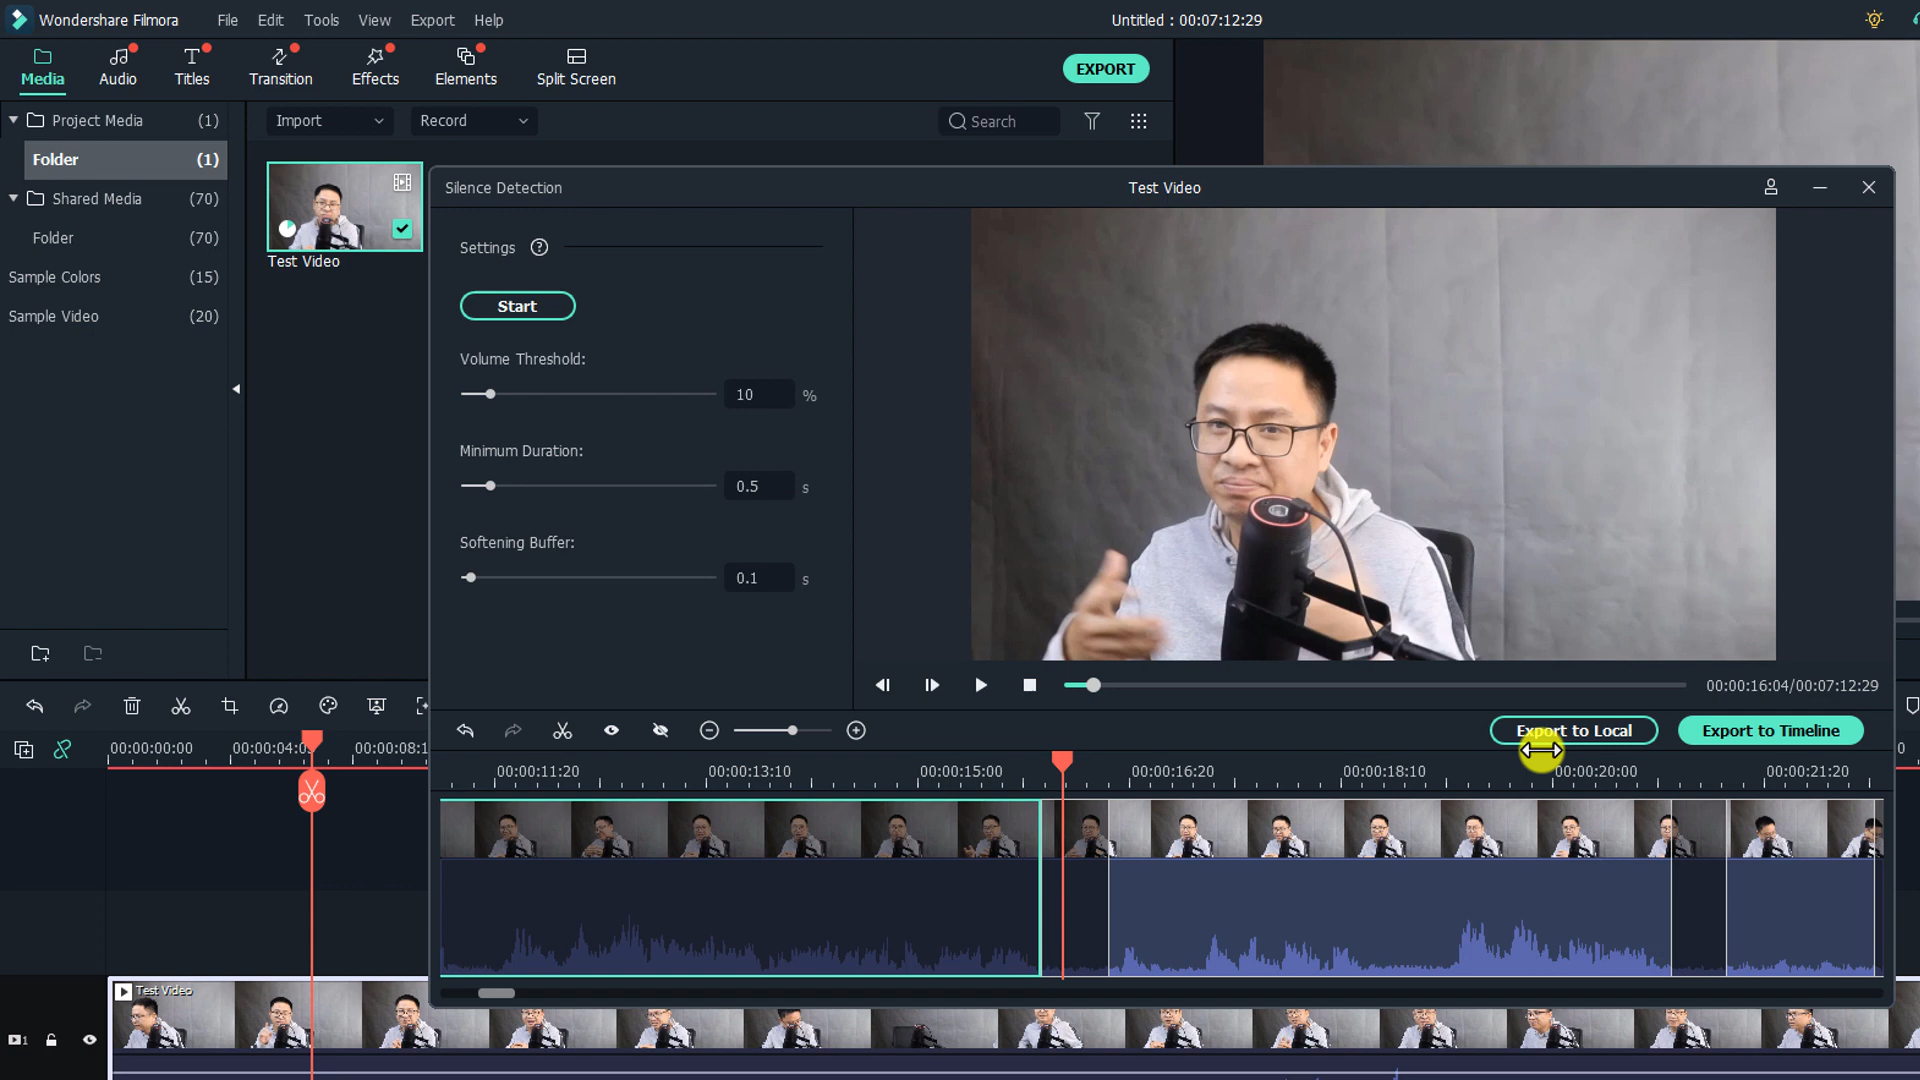 Wondershare Filmora File Edit Tools View Export Help Untitled : 00:07:12:29
Media Audio Titles Transition Effects Elements Split Screen EXPORT
Project Media (1) Import Record Search
Folder (1)
Silence Detection Test Video
Shared Media (70)
Folder (70)
Settings ?
Test Video
Sample Colors (15)
Start
Sample Video (20)
Volume Threshold:
10 %
Minimum Duration:
0.5 s
Softening Buffer:
0.1 s
00:00:16:04/00:07:12:29
Export to Local Export to Timeline
00:00:00:00 00:00:04:0 00:00:08:1 0
00:00:11:20 00:00:13:10 00:00:15:00 00:00:16:20 00:00:18:10 00:00:20:00 00:00:21:20
Test Video
1